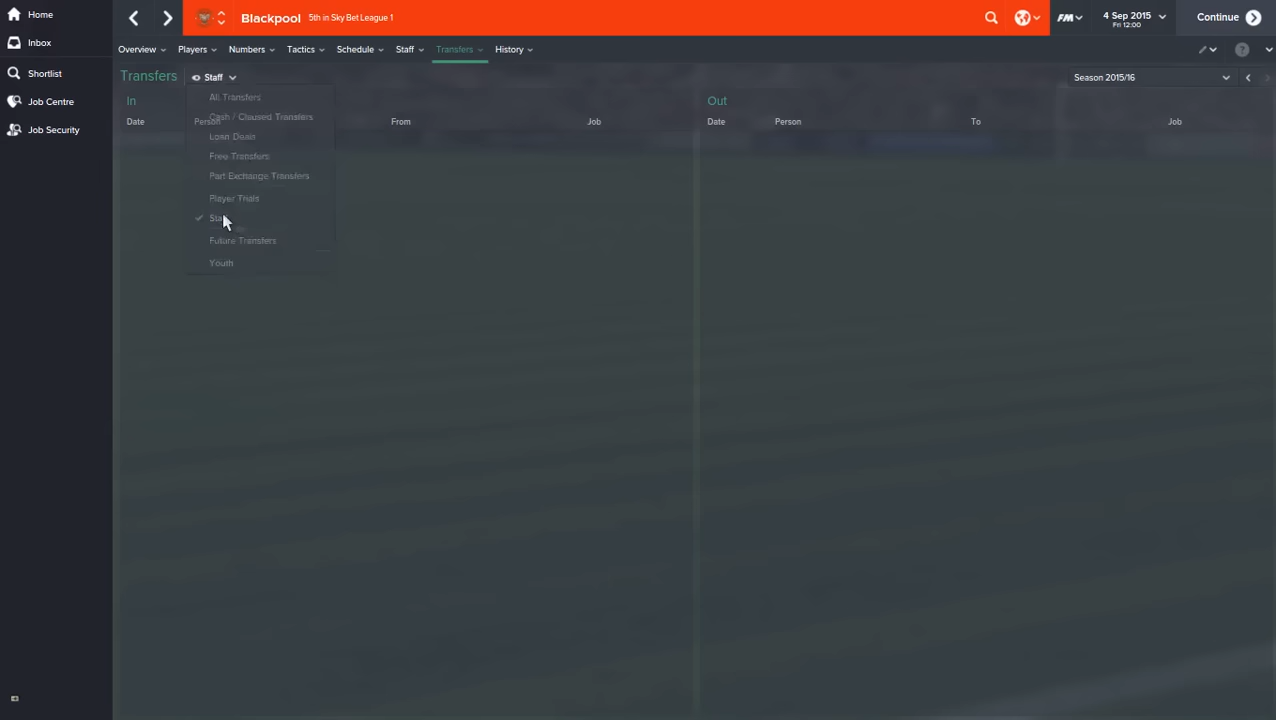 Home
Blackpool
5th in Sky Bet League 1
FM
4 Sep 2015
Fri 12:00
Continue
Inbox
Overview
Players
Numbers
Tactics
Schedule
Staff
Transfers
History
Shortlist
Transfers
Staff
Season 2015/16
Job Centre
In
All Transfers
Out
Date
Person
Cash / Claused Transfers
From
Job
Date
Person
To
Job
Job Security
Loan Deals
Free Transfers
Part Exchange Transfers
Player Trials
Future Transfers
Youth